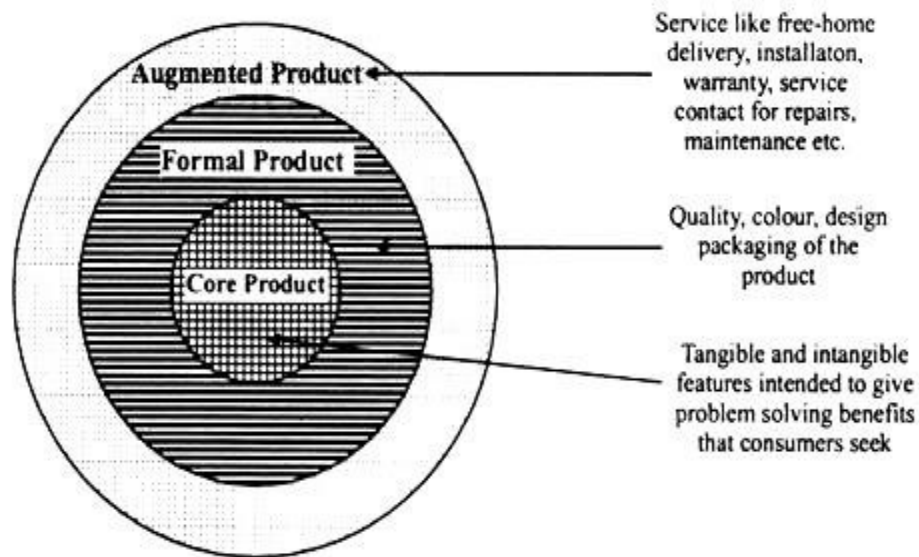 Augmented Product
Formal Product
Core Product
Service like free-home
delivery, installaton,
warranty, service
contact for repairs,
maintenance etc.
Quality, colour, design
packaging of the
product
Tangible and intangible
features intended to give
problem solving benefits
that consumers seek